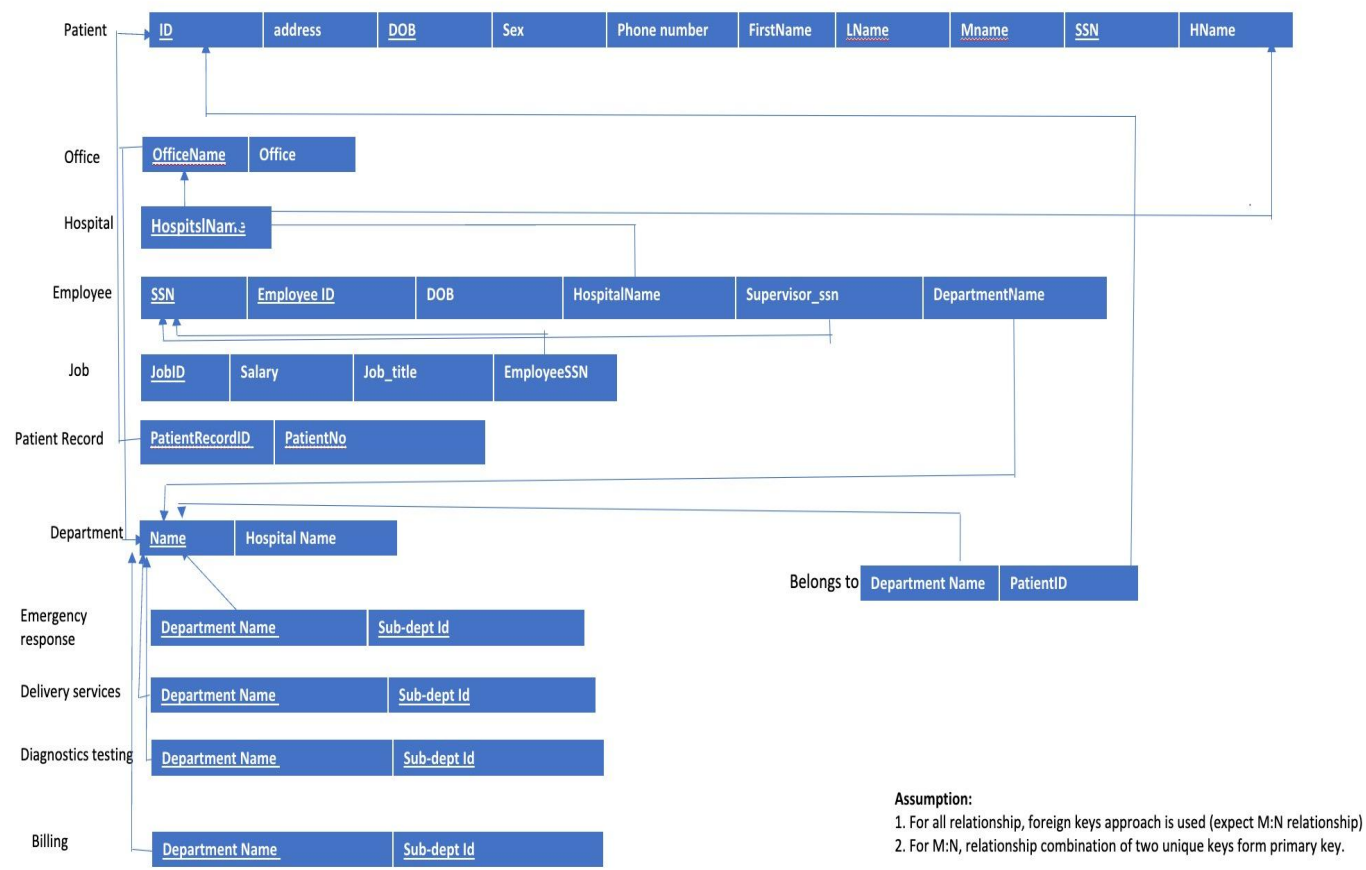 Patient ID address DOB Sex Phone number FirstName LName Mname SSN HName
Office OfficeName Office
Hospital HospitslName
Employee SSN Employee ID DOB HospitalName Supervisor_ssn DepartmentName
Job JobID Salary Job_title EmployeeSSN
Patient Record PatientRecordID PatientNo
Department Name Hospital Name
Belongs to Department Name PatientID
Emergency
response
Department Name Sub-dept Id
Delivery services Department Name Sub-dept Id
Diagnostics testing Department Name Sub-dept Id
Billing Department Name Sub-dept Id
Assumption:
1. For all relationship, foreign keys approach is used (expect M:N relationship)
2. For M:N, relationship combination of two unique keys form primary key.